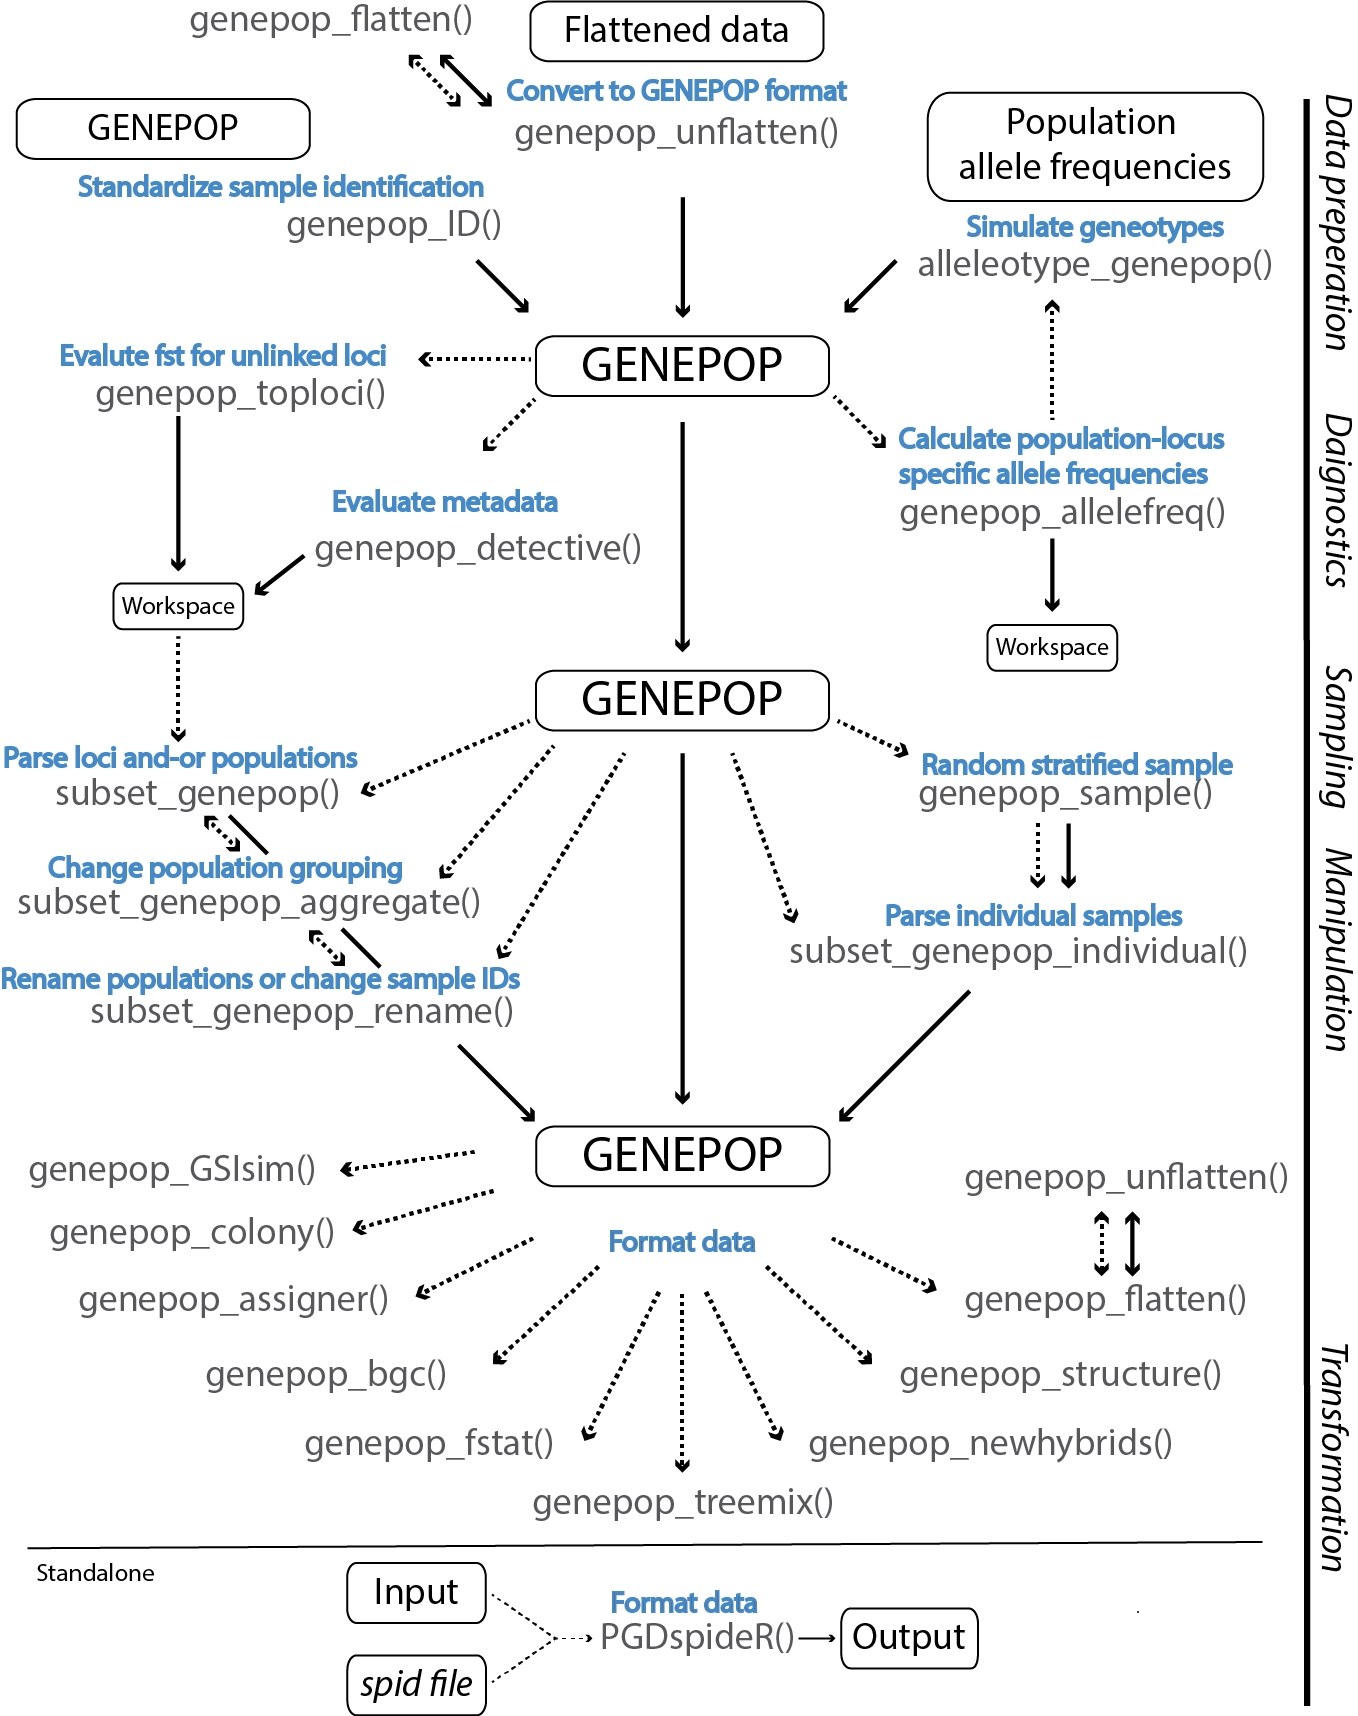 genepop_flatten()
Flattened data
Convert to GENEPOP format
genepop_unflatten()
GENEPOP
Population
allele frequencies
Standardize sample identification
genepop_ID()
Simulate geneotypes
alleleotype_genepop()
Data preperation
GENEPOP
Evalute fst for unlinked loci
genepop_toploci()
Calculate population-locus
specific allele frequencies
genepop_allelefreq()
Evaluate metadata
genepop_detective()
Daignostics
Workspace
Workspace
GENEPOP
Sampling
Parse loci and-or populations
subset_genepop()
Random stratified sample
genepop_sample()
Change population grouping
subset_genepop_aggregate()
Parse individual samples
subset_genepop_individual()
Manipulation
Rename populations or change sample IDs
subset_genepop_rename()
GENEPOP
genepop_GSIsim()
genepop_unflatten()
genepop_colony()
Format data
genepop_assigner()
genepop_flatten()
genepop_bgc()
genepop_structure()
genepop_fstat()
genepop_newhybrids()
genepop_treemix()
Transformation
Standalone
Input
Format data
PGDspideR()
Output
spid file